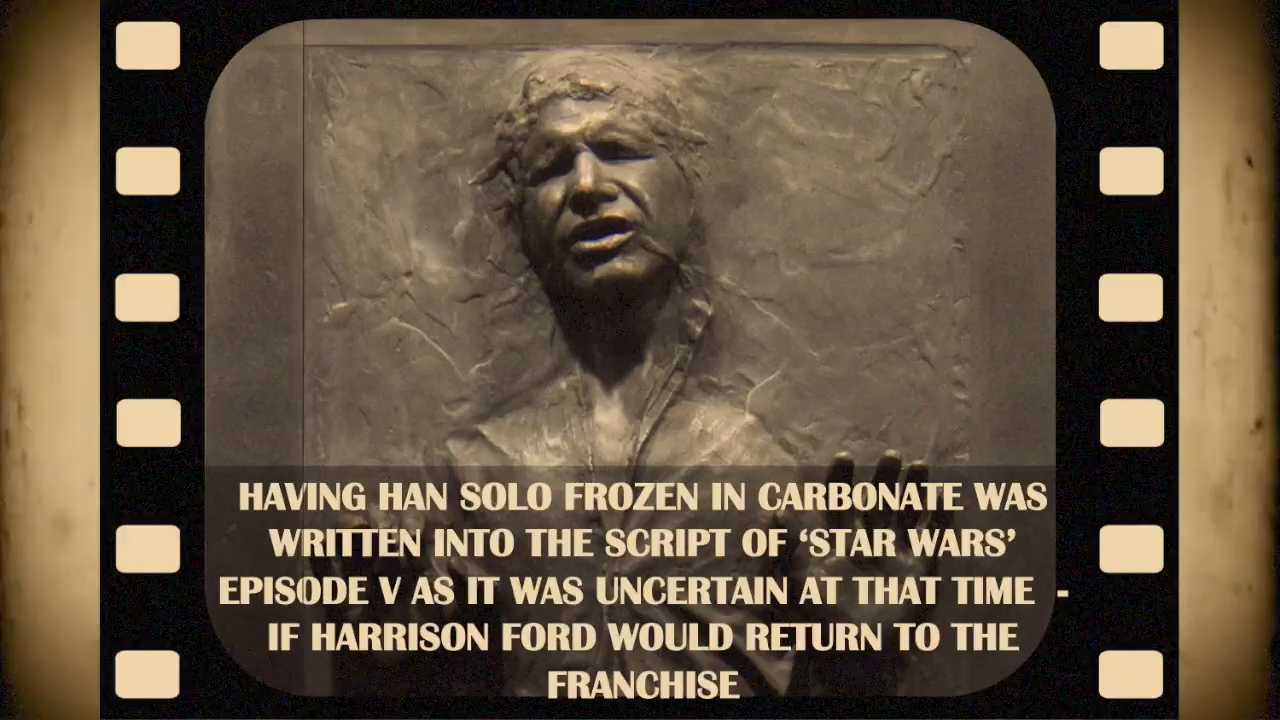 HAVING HAN SOLO FROZEN IN CARBONATE WAS
WRITTEN INTO THE SCRIPT OF ‘STAR WARS’
EPISODE V AS IT WAS UNCERTAIN AT THAT TIME -
IF HARRISON FORD WOULD RETURN TO THE
FRANCHISE